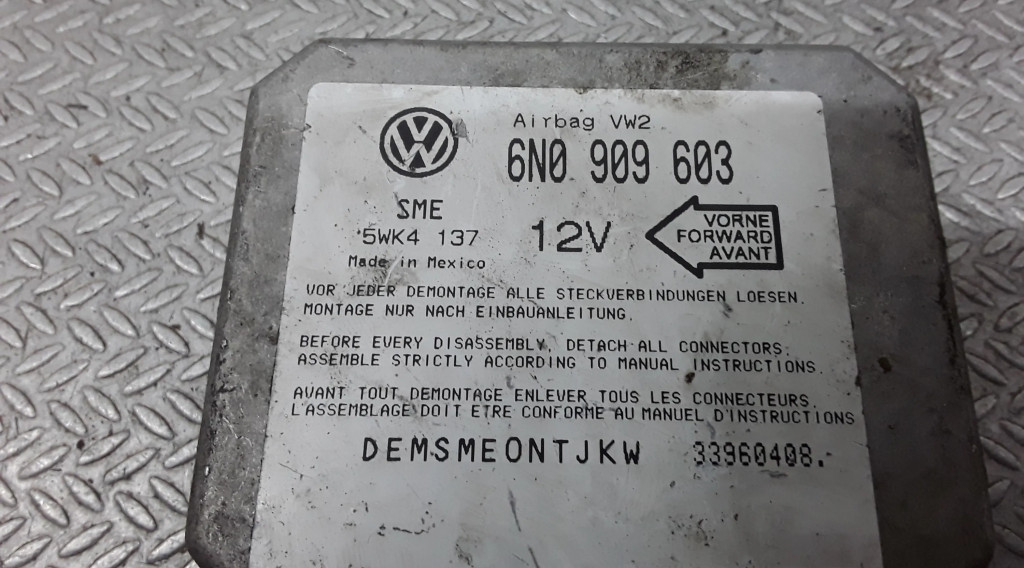 Airbag VW2
6N0 909 603
SME
5WK4 137
Made in Mexico
12V
VORNE
FORWARD
AVANT
VOR JEDER DEMONTAGE ALLE STECKVERBINDUNGEN LOESEN.
MONTAGE NUR NACH EINBAUANLEITUNG.
BEFORE EVERY DISASSEMBLY, DETACH ALL CONNECTORS.
ASSEMBLE STRICTLY ACCORDING TO MANUAL INSTRUCTIONS.
AVANT TOUT DEMONTAGE ENLEVER TOUS LES CONNECTEURS
L'ASSEMBLAGE DOIT ETRE CONFORME AU MANUEL D'INSTRUCTIONS
DEMSMEONTJKW 33960408.